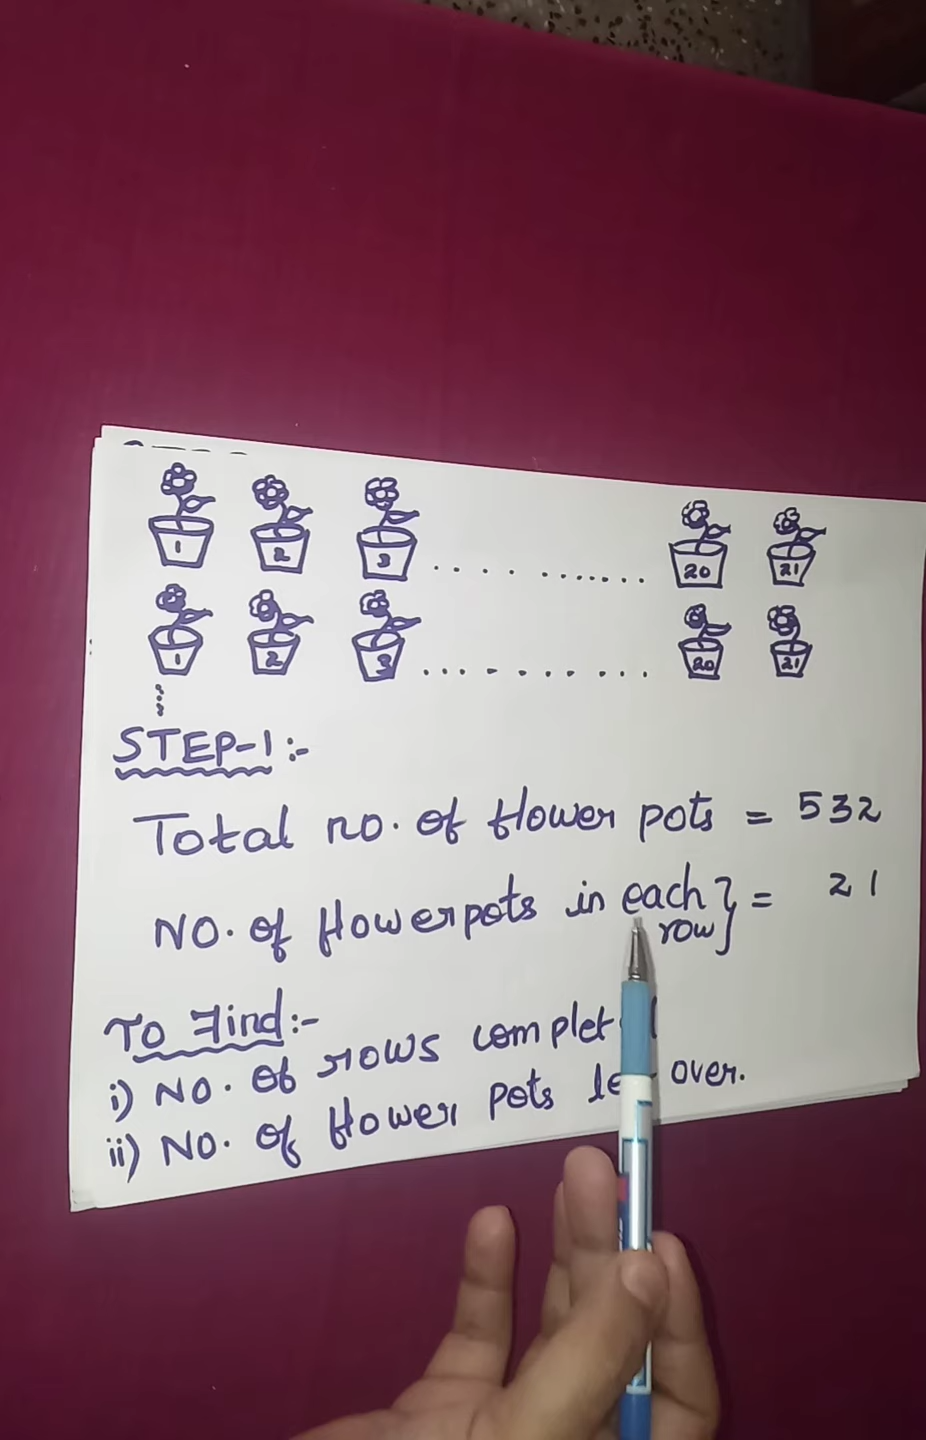 1 2 3 . . . . . . . . . . 20 21
1 2 3 . . . . . . . . . . 20 21
STEP-1:-
Total no. of flower pots = 532
NO. of flowerpots in each } = 21
row
To Find:-
i) NO. of rows
ii) NO. of flower pots over.